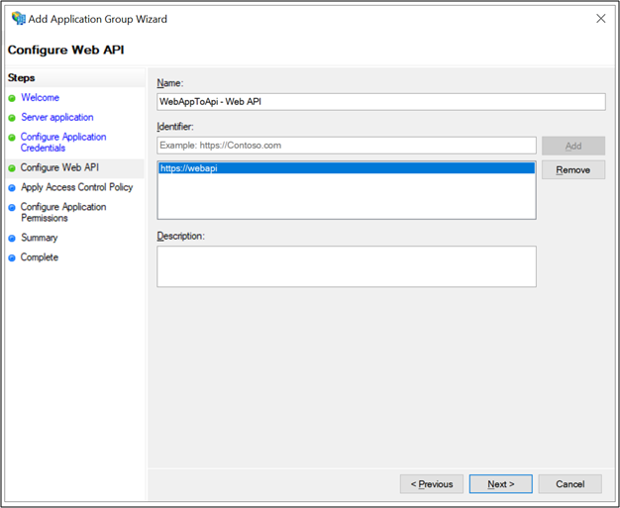 Add Application Group Wizard
Configure Web API
Steps
Welcome
Server application
Configure Application
Credentials
Configure Web API
Apply Access Control Policy
Configure Application
Permissions
Summary
Complete
Name:
WebAppToApi - Web API
Identifier:
Example: https://Contoso.com
Add
https://webapi
Remove
Description:
< Previous
Next >
Cancel